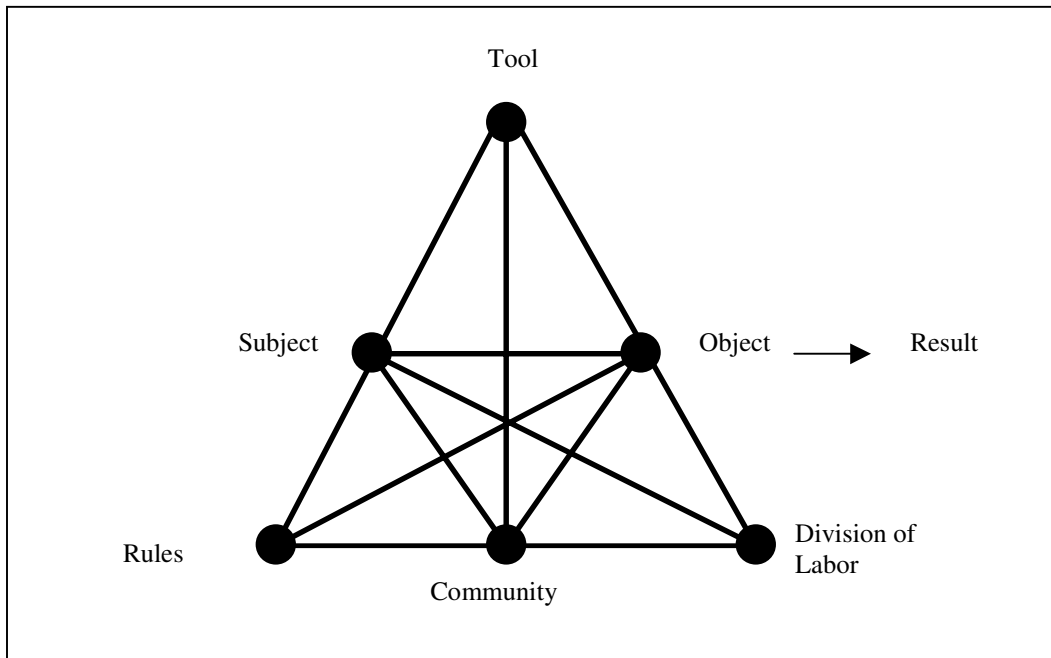 Tool
Subject
Object
Result
Rules
Community
Division of
Labor